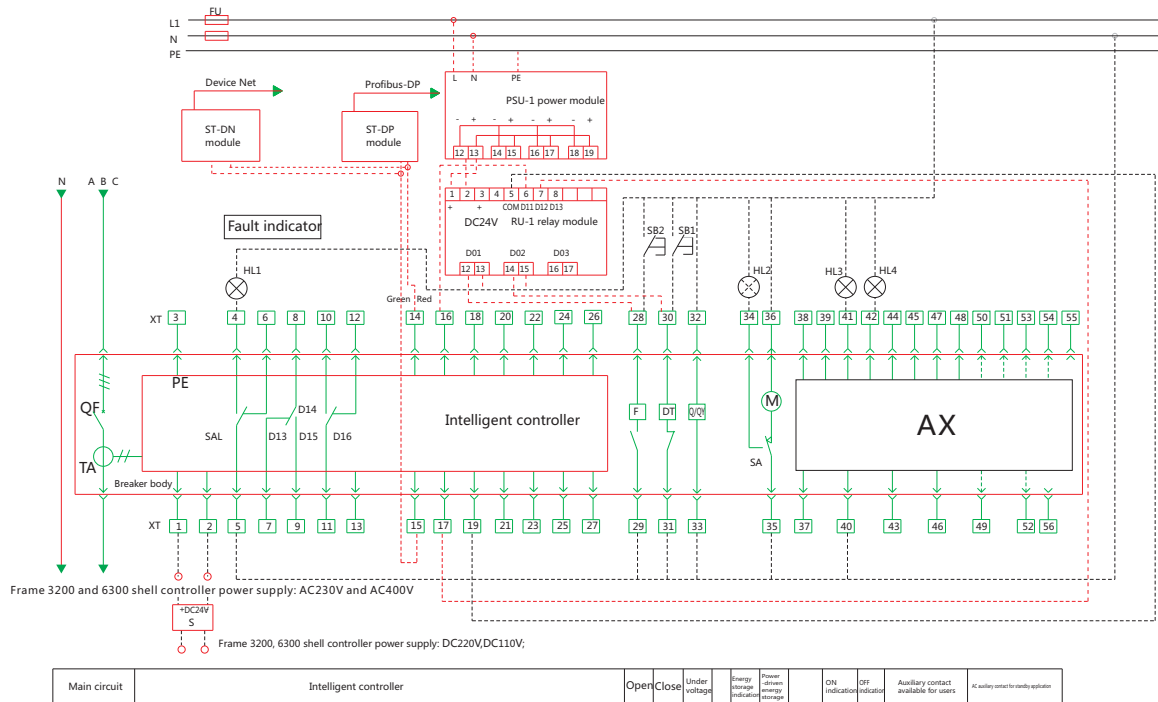 FU
L1
N
PE
Device Net
Profibus-DP
L N PE
PSU-1 power module
ST-DN
module
ST-DP
module
- + - + - + - +
12 13 14 15 16 17 18 19
N A B C
1 2 3 4 5 6 7 8
+ + COM D11 D12 D13
DC24V RU-1 relay module
Fault indicator
SB2 SB1
D01 D02 D03
12 13 14 15 16 17
HL1 HL2 HL3 HL4
Green Red
XT 3 4 6 8 10 12 14 16 18 20 22 24 26 28 30 32 34 36 38 39 41 42 44 45 47 48 50 51 53 54 55
PE
QF
D14
F DT Q/QY M
SAL D13 D15 D16
Intelligent controller
AX
TA
SA
Breaker body
XT 1 2 5 7 9 11 13 15 17 19 21 23 25 27 29 31 33 35 37 40 43 46 49 52 56
Frame 3200 and 6300 shell controller power supply: AC230V and AC400V
+DC24V
S
Frame 3200, 6300 shell controller power supply: DC220V,DC110V;
Main circuit
Intelligent controller
Open
Close
Under
voltage
Energy
storage
indication
Power
-driven
energy
storage
ON
indication
OFF
indication
Auxiliary contact
available for users
AC auxiliary contact for standby application